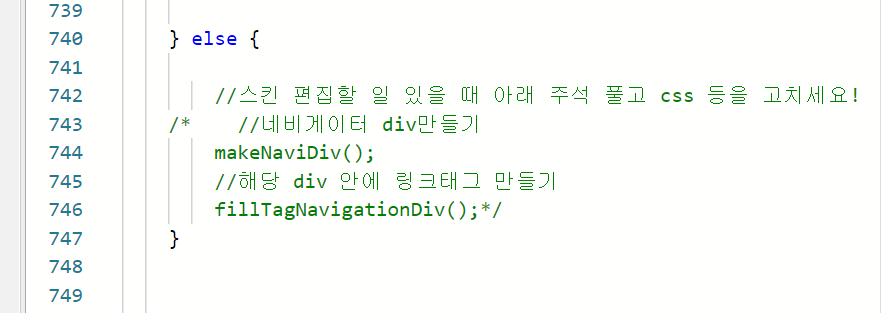 739
740 } else {
741
742 //스킨 편집할 일 있을 때 아래 주석 풀고 css 등을 고치세요!
743 /* //네비게이터 div만들기
744 makeNaviDiv();
745 //해당 div 안에 링크태그 만들기
746 fillTagNavigationDiv();*/
747 }
748
749